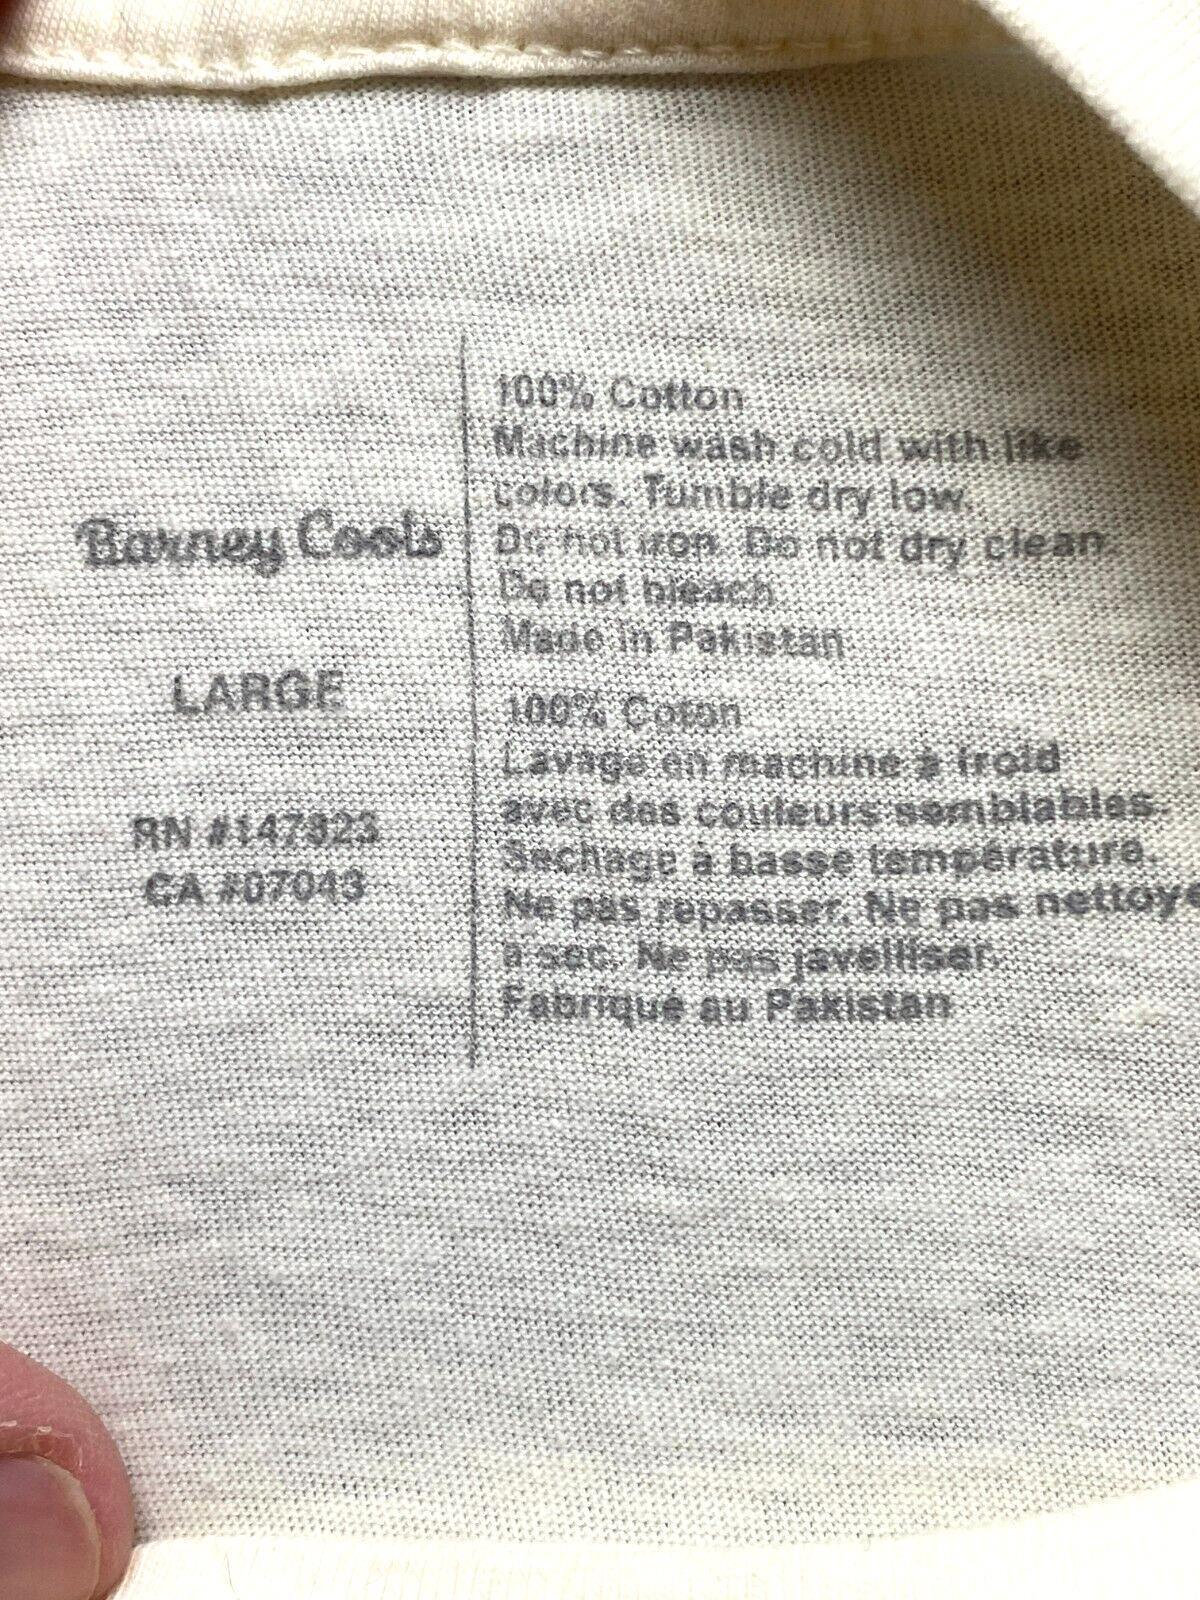 Barney Cools
LARGE
RN #147323
CA #07043
100% Cotton
Machine wash cold with like
colors. Tumble dry low.
Do not iron. Do not dry clean.
Do not bleach.
Made in Pakistan
100% Coton
Lavage en machine à froid
avec des couleurs semblables.
Sechage à basse température.
Ne pas repasser. Ne pas nettoye
a sec. Ne pas javelliser.
Fabriqué au Pakistan